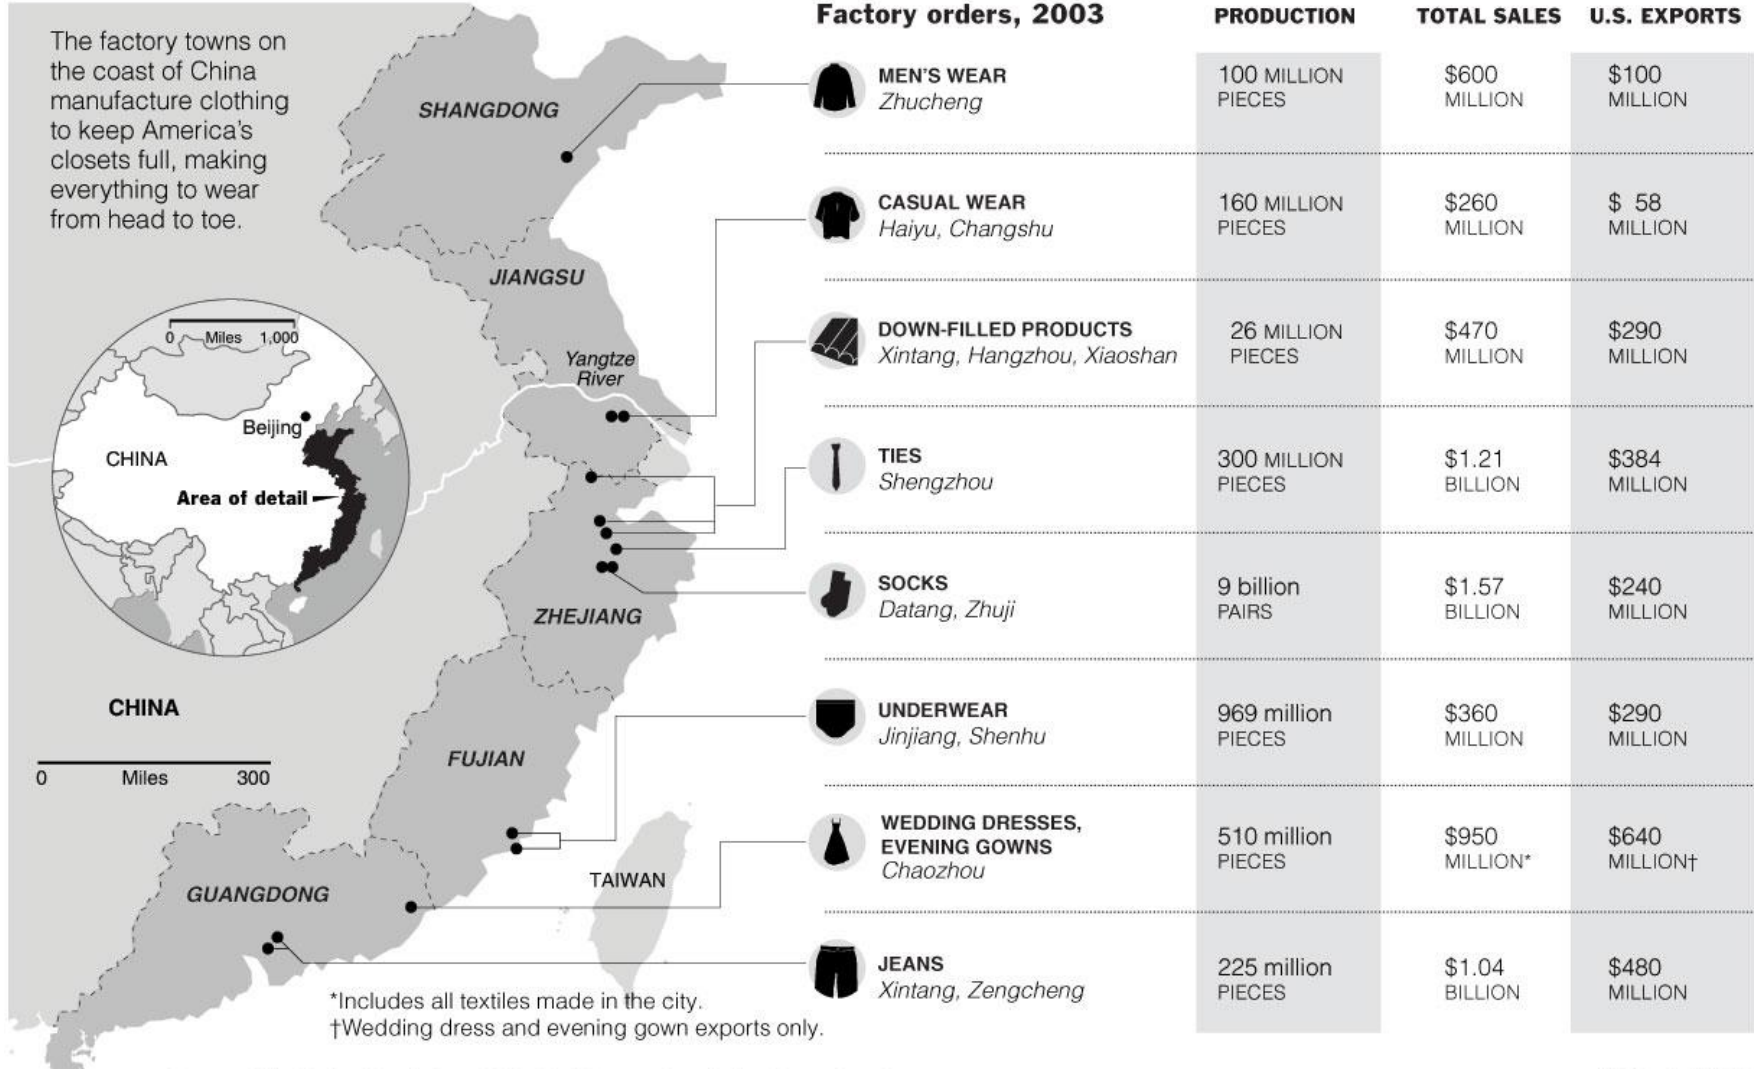 The factory towns on
the coast of China
manufacture clothing
to keep America's
closets full, making
everything to wear
from head to toe.
SHANGDONG
JIANGSU
Yangtze
River
0 Miles 1,000
Beijing
CHINA
Area of detail
ZHEJIANG
CHINA
0 Miles 300
FUJIAN
TAIWAN
GUANGDONG
*Includes all textiles made in the city.
†Wedding dress and evening gown exports only.
Factory orders, 2003 PRODUCTION TOTAL SALES U.S. EXPORTS
MEN'S WEAR 100 MILLION $600 $100
Zhucheng PIECES MILLION MILLION
CASUAL WEAR 160 MILLION $260 $ 58
Haiyu, Changshu PIECES MILLION MILLION
DOWN-FILLED PRODUCTS 26 MILLION $470 $290
Xintang, Hangzhou, Xiaoshan PIECES MILLION MILLION
TIES 300 MILLION $1.21 $384
Shengzhou PIECES BILLION MILLION
SOCKS 9 billion $1.57 $240
Datang, Zhuji PAIRS BILLION MILLION
UNDERWEAR 969 million $360 $290
Jinjiang, Shenhu PIECES MILLION MILLION
WEDDING DRESSES,
EVENING GOWNS 510 million $950 $640
Chaozhou PIECES MILLION* MILLION†
JEANS 225 million $1.04 $480
Xintang, Zengcheng PIECES BILLION MILLION